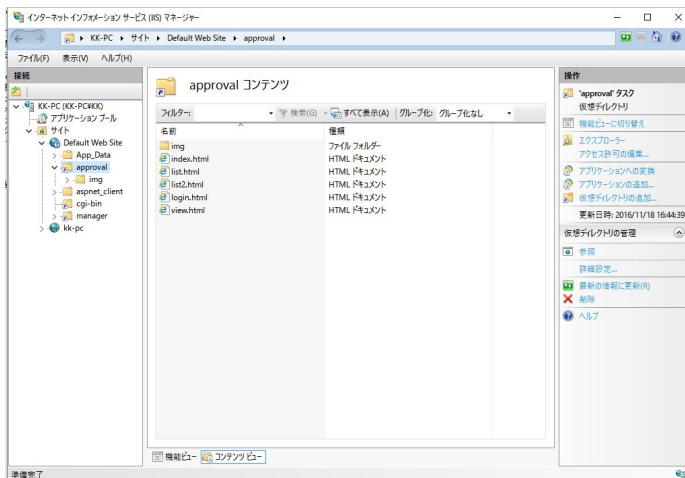 インターネット インフォメーション サービス (IIS) マネージャー
KK-PC ▸ サイト ▸ Default Web Site ▸ approval ▸
ファイル(F) 表示(V) ヘルプ(H)
接続
KK-PC (KK-PC¥KK)
アプリケーション プール
サイト
Default Web Site
App_Data
approval
img
aspnet_client
cgi-bin
manager
kk-pc
approval コンテンツ
フィルター: 検索(G) すべて表示(A) グループ化: グループ化なし
名前 種類
img ファイル フォルダー
index.html HTML ドキュメント
list.html HTML ドキュメント
list2.html HTML ドキュメント
login.html HTML ドキュメント
view.html HTML ドキュメント
機能ビュー コンテンツ ビュー
操作
'approval' タスク
仮想ディレクトリ
機能ビューに切り替え
エクスプローラー
アクセス許可の編集...
アプリケーションへの変換
アプリケーションの追加...
仮想ディレクトリの追加...
更新日時: 2016/11/18 16:44:39
仮想ディレクトリの管理
参照
詳細設定...
最新の情報に更新(R)
削除
ヘルプ
準備完了